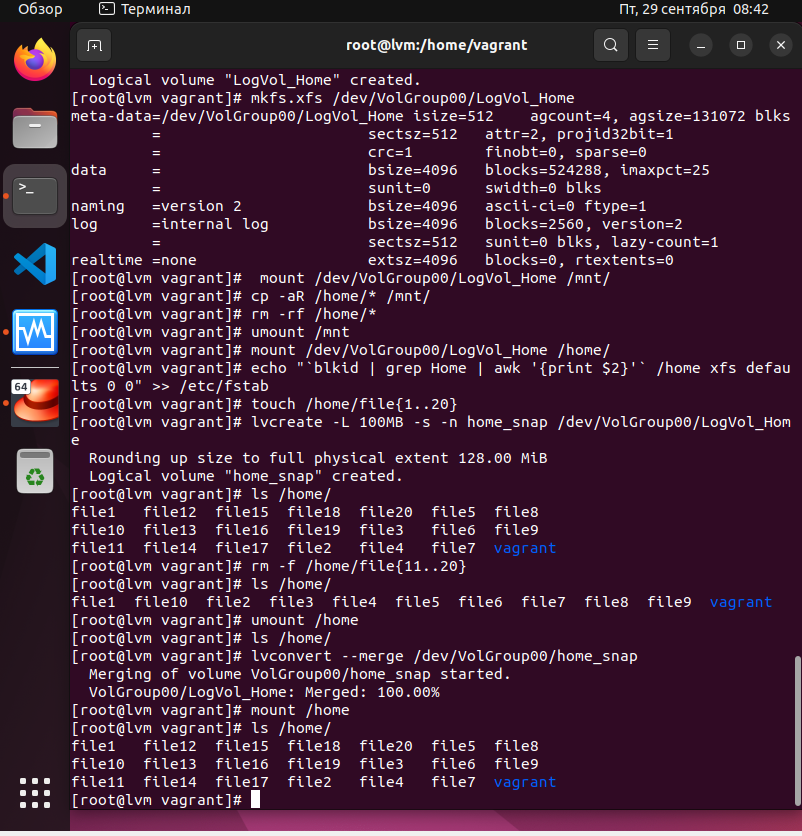 Обзор Терминал Пт, 29 сентября 08:42
root@lvm:/home/vagrant
  Logical volume "LogVol_Home" created.
[root@lvm vagrant]# mkfs.xfs /dev/VolGroup00/LogVol_Home
meta-data=/dev/VolGroup00/LogVol_Home isize=512    agcount=4, agsize=131072 blks
         =                       sectsz=512   attr=2, projid32bit=1
         =                       crc=1        finobt=0, sparse=0
data     =                       bsize=4096   blocks=524288, imaxpct=25
         =                       sunit=0      swidth=0 blks
naming   =version 2              bsize=4096   ascii-ci=0 ftype=1
log      =internal log           bsize=4096   blocks=2560, version=2
         =                       sectsz=512   sunit=0 blks, lazy-count=1
realtime =none                   extsz=4096   blocks=0, rtextents=0
[root@lvm vagrant]#  mount /dev/VolGroup00/LogVol_Home /mnt/
[root@lvm vagrant]# cp -aR /home/* /mnt/
[root@lvm vagrant]# rm -rf /home/*
[root@lvm vagrant]# umount /mnt
[root@lvm vagrant]# mount /dev/VolGroup00/LogVol_Home /home/
[root@lvm vagrant]# echo "`blkid | grep Home | awk '{print $2}'` /home xfs defau
lts 0 0" >> /etc/fstab
[root@lvm vagrant]# touch /home/file{1..20}
[root@lvm vagrant]# lvcreate -L 100MB -s -n home_snap /dev/VolGroup00/LogVol_Hom
e
  Rounding up size to full physical extent 128.00 MiB
  Logical volume "home_snap" created.
[root@lvm vagrant]# ls /home/
file1   file12  file15  file18  file20  file5  file8
file10  file13  file16  file19  file3   file6  file9
file11  file14  file17  file2   file4   file7  vagrant
[root@lvm vagrant]# rm -f /home/file{11..20}
[root@lvm vagrant]# ls /home/
file1  file10  file2  file3  file4  file5  file6  file7  file8  file9  vagrant
[root@lvm vagrant]# umount /home
[root@lvm vagrant]# ls /home/
[root@lvm vagrant]# lvconvert --merge /dev/VolGroup00/home_snap
  Merging of volume VolGroup00/home_snap started.
  VolGroup00/LogVol_Home: Merged: 100.00%
[root@lvm vagrant]# mount /home
[root@lvm vagrant]# ls /home/
file1   file12  file15  file18  file20  file5  file8
file10  file13  file16  file19  file3   file6  file9
file11  file14  file17  file2   file4   file7  vagrant
[root@lvm vagrant]#
64